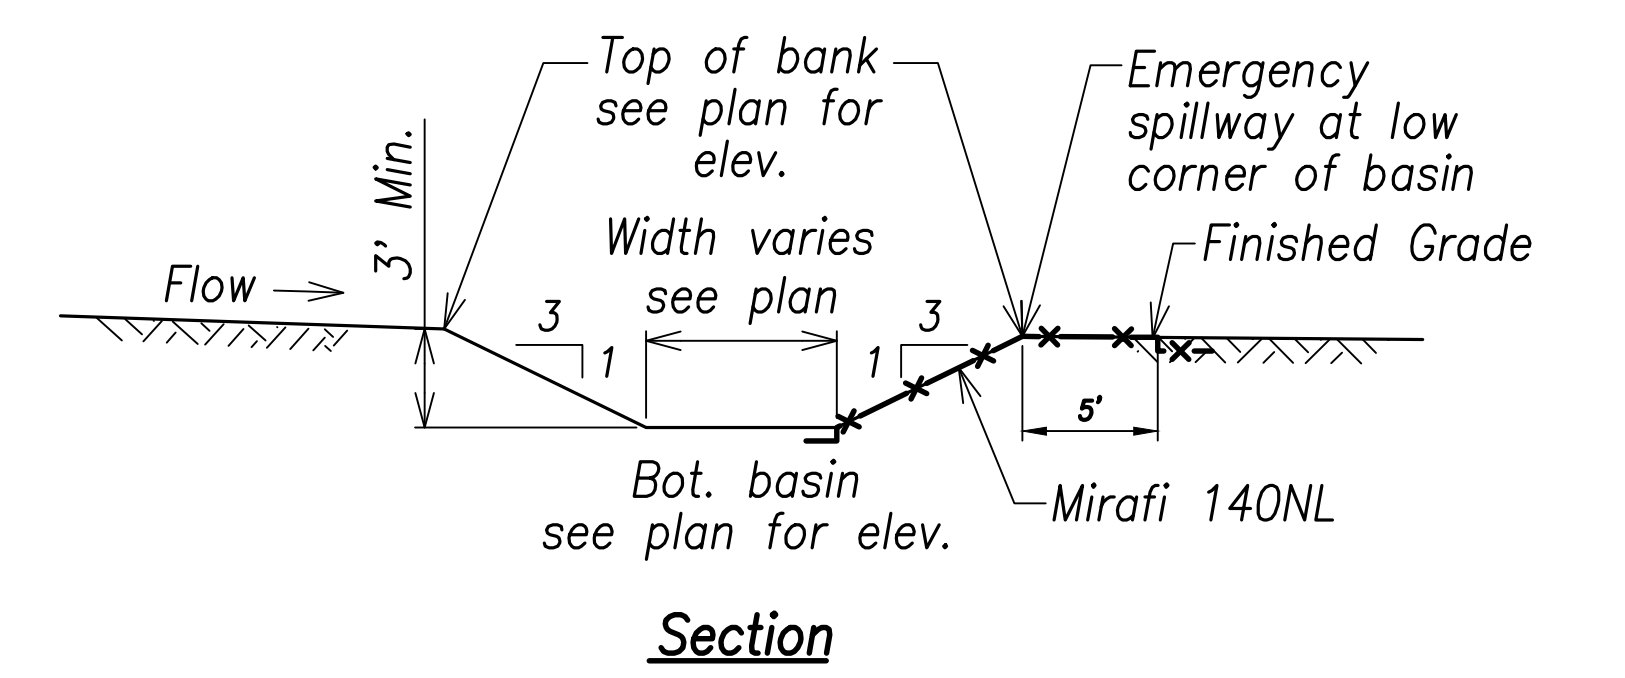 Top of bank
see plan for
elev.
Emergency
spillway at low
corner of basin
3' Min.
Width varies
see plan
Finished Grade
Flow
3
1
3
1
5'
Bot. basin
see plan for elev.
Mirafi 140NL
Section